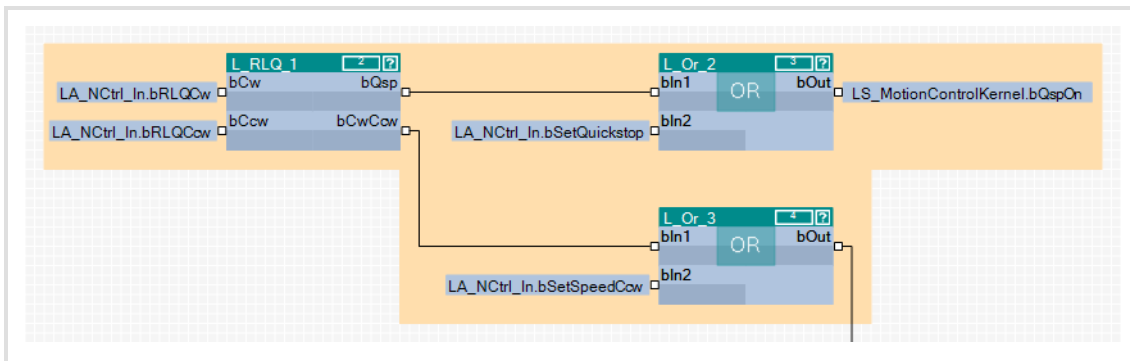 L_RLQ_1 2 ?
LA_NCtrl_In.bRLQCw bCw bQsp
LA_NCtrl_In.bRLQCcw bCcw bCwCcw
L_Or_2 3 ?
bIn1 OR bOut LS_MotionControlKernel.bQspOn
LA_NCtrl_In.bSetQuickstop bIn2
L_Or_3 4 ?
bIn1 OR bOut
LA_NCtrl_In.bSetSpeedCcw bIn2